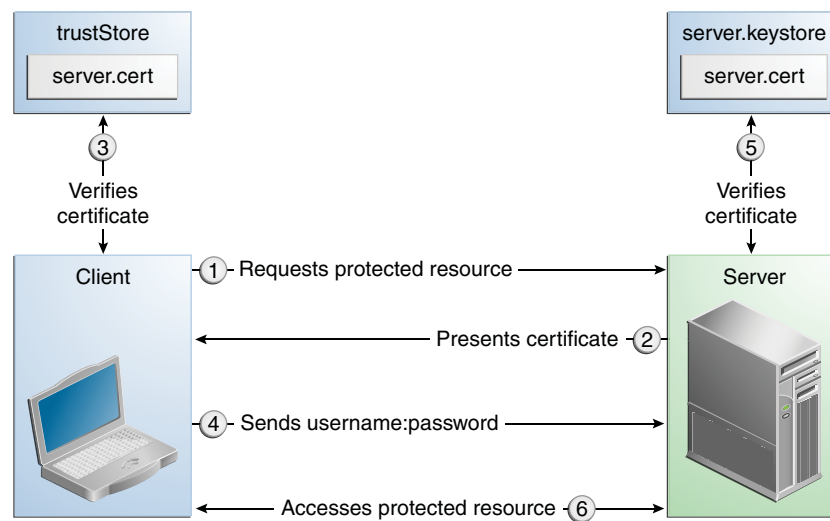 trustStore
server.cert
server.keystore
server.cert
3
Verifies
certificate
5
Verifies
certificate
Client
Server
1 Requests protected resource
Presents certificate 2
4 Sends username:password
Accesses protected resource 6